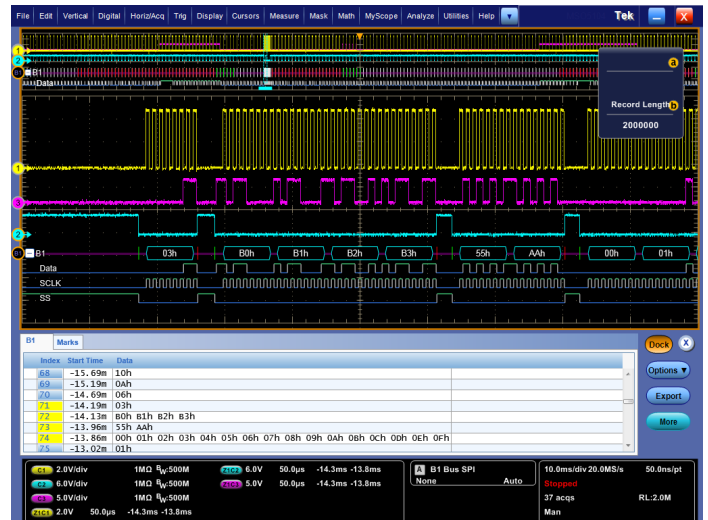 File Edit Vertical Digital Horiz/Acq Trig Display Cursors Measure Mask Math MyScope Analyze Utilities Help Tek X
1
2
B1 B1
Data
a
Record Length b
2000000
1
3
2
B1 B1 03h B0h B1h B2h B3h 55h AAh 00h 01h
Data
SCLK
SS
B1 Marks
Index Start Time Data
68 -15.69m 10h
69 -15.19m 0Ah
70 -14.69m 06h
71 -14.19m 03h
72 -14.13m B0h B1h B2h B3h
73 -13.96m 55h AAh
74 -13.86m 00h 01h 02h 03h 04h 05h 06h 07h 08h 09h 0Ah 0Bh 0Ch 0Dh 0Eh 0Fh
75 -13.02m 01h
Dock X
Options
Export
More
C1 2.0V/div 1MΩ BW:500M
C2 6.0V/div 1MΩ BW:500M
C3 5.0V/div 1MΩ BW:500M
Z1C1 2.0V 50.0µs -14.3ms -13.8ms
Z1C2 6.0V 50.0µs -14.3ms -13.8ms
Z1C3 5.0V 50.0µs -14.3ms -13.8ms
A B1 Bus SPI
None Auto
10.0ms/div 20.0MS/s 50.0ns/pt
Stopped
37 acqs RL:2.0M
Man